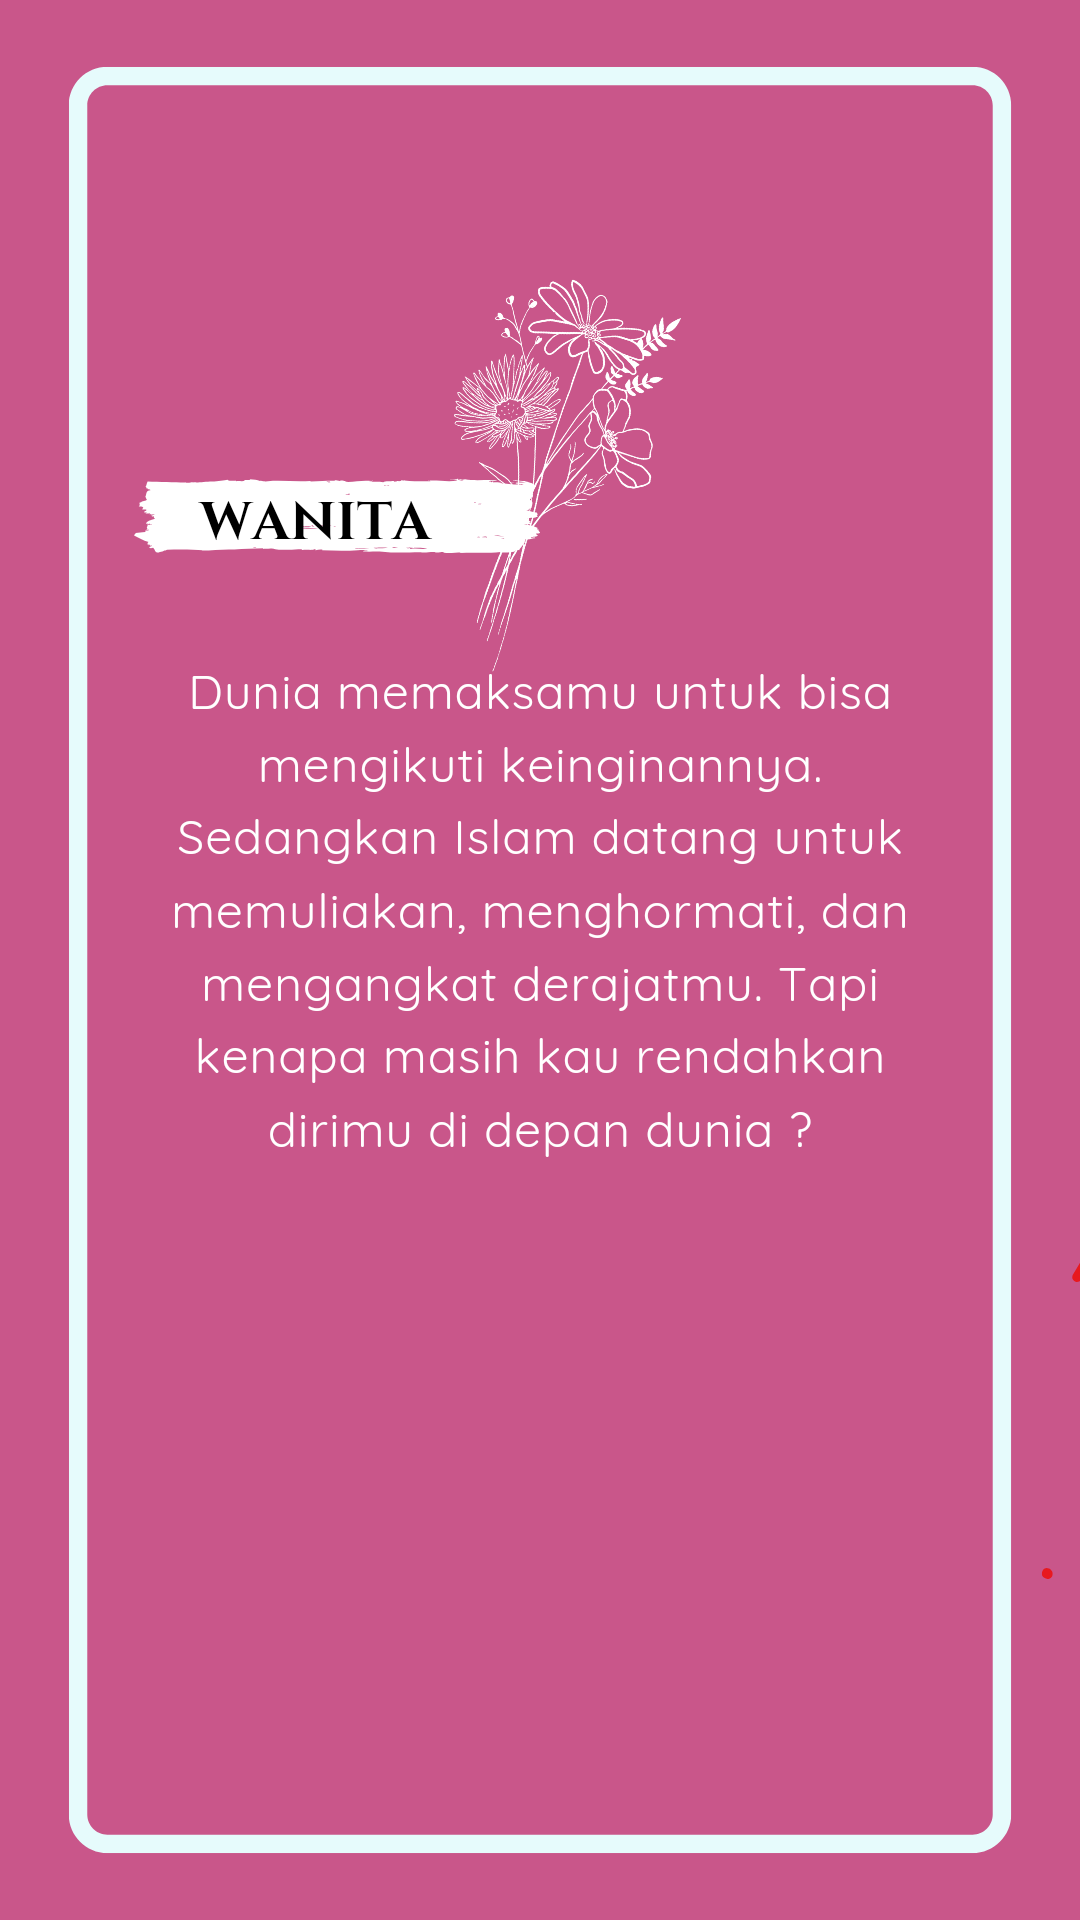 WANITA
Dunia memaksamu untuk bisa
mengikuti keinginannya.
Sedangkan Islam datang untuk
memuliakan, menghormati, dan
mengangkat derajatmu. Tapi
kenapa masih kau rendahkan
dirimu di depan dunia ?